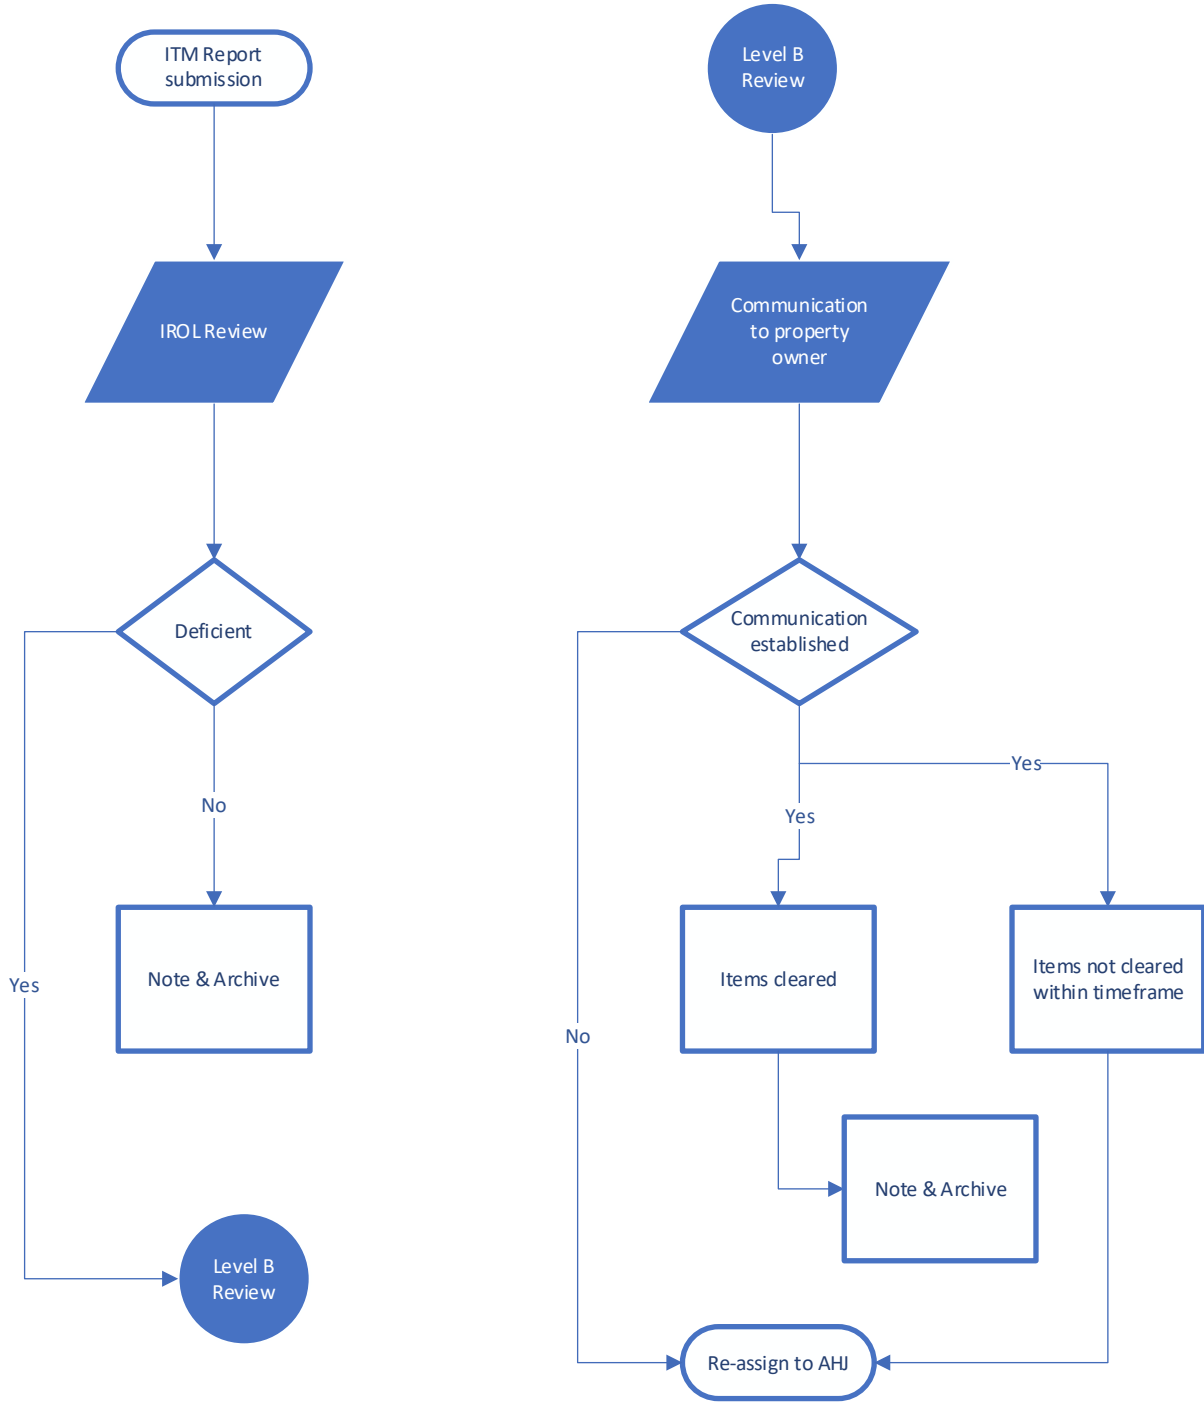 ITM Report
submission
IROL Review
Deficient
No
Yes
Note & Archive
Level B
Review
Level B
Review
Communication
to property
owner
Communication
established
Yes
Yes
No
Items cleared
Items not cleared
within timeframe
Note & Archive
Re-assign to AHJ